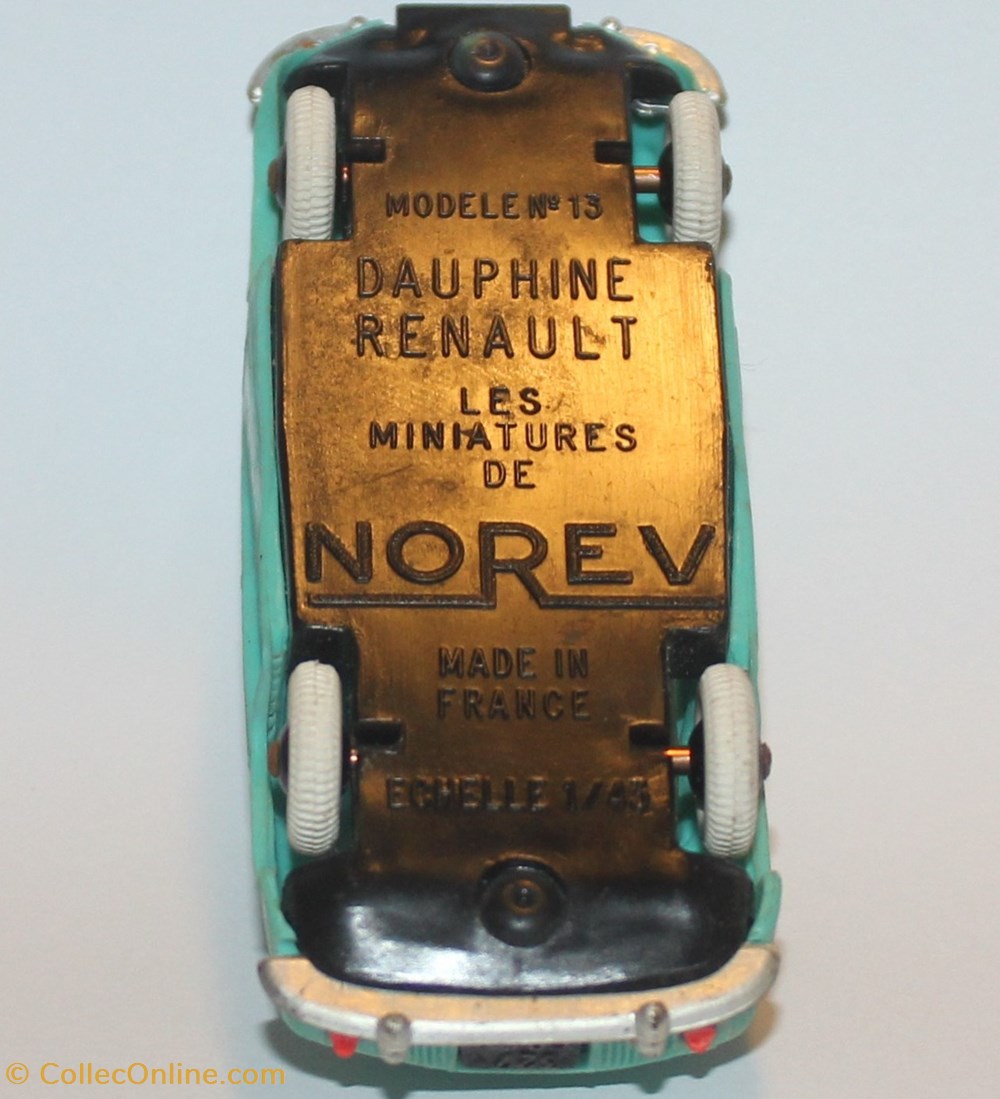 MODELE Nº 13
DAUPHINE
RENAULT
LES
MINIATURES
DE
NOREV
MADE IN
FRANCE
ECHELLE 1/43
© CollecOnline.com